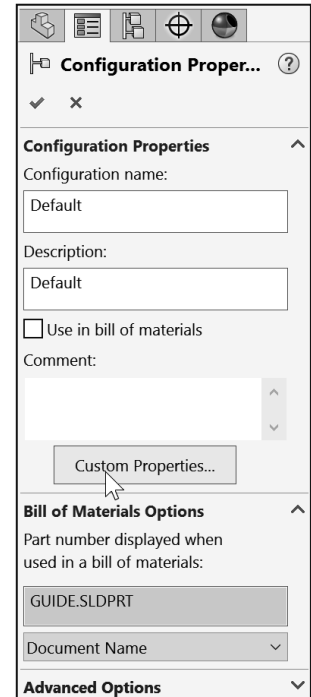 Configuration Proper...
?
Configuration Properties
Configuration name:
Default
Description:
Default
Use in bill of materials
Comment:
Custom Properties...
Bill of Materials Options
Part number displayed when
used in a bill of materials:
GUIDE.SLDPRT
Document Name
Advanced Options